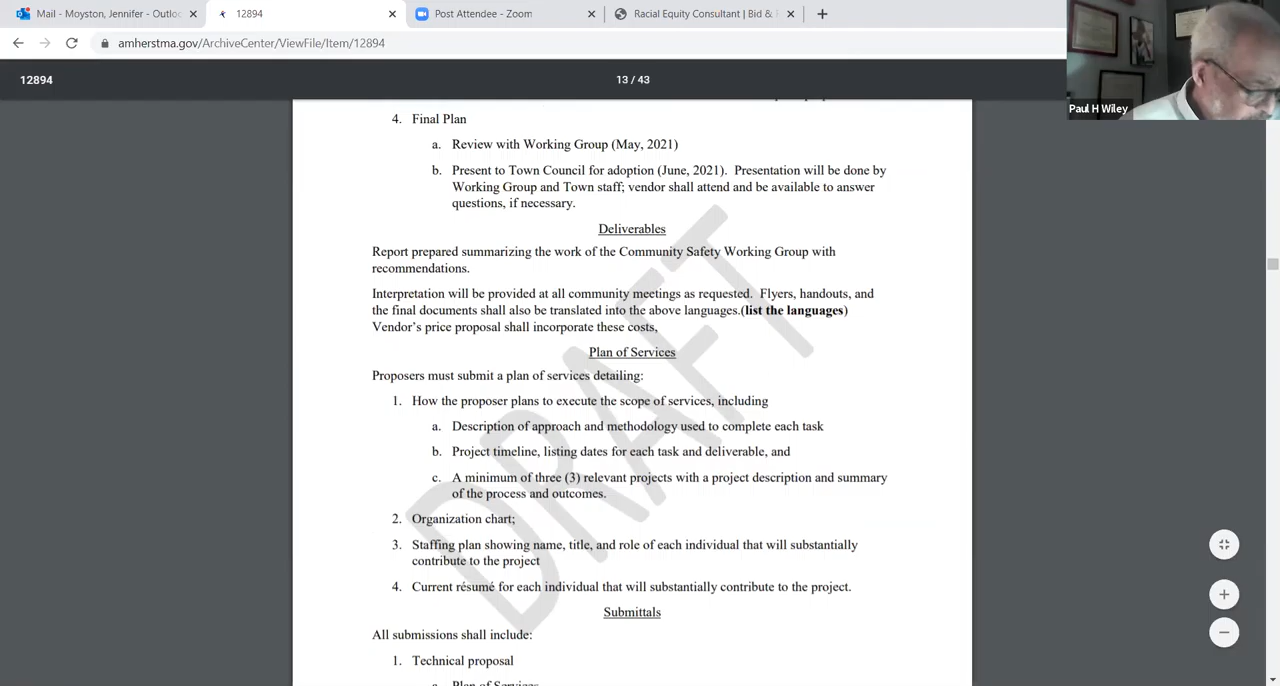 Mail - Moyston, Jennifer - Outloo
12894
Post Attendee - Zoom
Racial Equity Consultant | Bid &
amherstma.gov/ArchiveCenter/ViewFile/Item/12894
12894
13 / 43
Paul H Wiley
4. Final Plan
a. Review with Working Group (May, 2021)
b. Present to Town Council for adoption (June, 2021). Presentation will be done by
Working Group and Town staff; vendor shall attend and be available to answer
questions, if necessary.
Deliverables
Report prepared summarizing the work of the Community Safety Working Group with
recommendations.
Interpretation will be provided at all community meetings as requested. Flyers, handouts, and
the final documents shall also be translated into the above languages.(list the languages)
Vendor's price proposal shall incorporate these costs,
Plan of Services
Proposers must submit a plan of services detailing:
1. How the proposer plans to execute the scope of services, including
a. Description of approach and methodology used to complete each task
b. Project timeline, listing dates for each task and deliverable, and
c. A minimum of three (3) relevant projects with a project description and summary
of the process and outcomes.
2. Organization chart;
3. Staffing plan showing name, title, and role of each individual that will substantially
contribute to the project
4. Current résumé for each individual that will substantially contribute to the project.
Submittals
All submissions shall include:
1. Technical proposal
a. Plan of Services
DRAFT